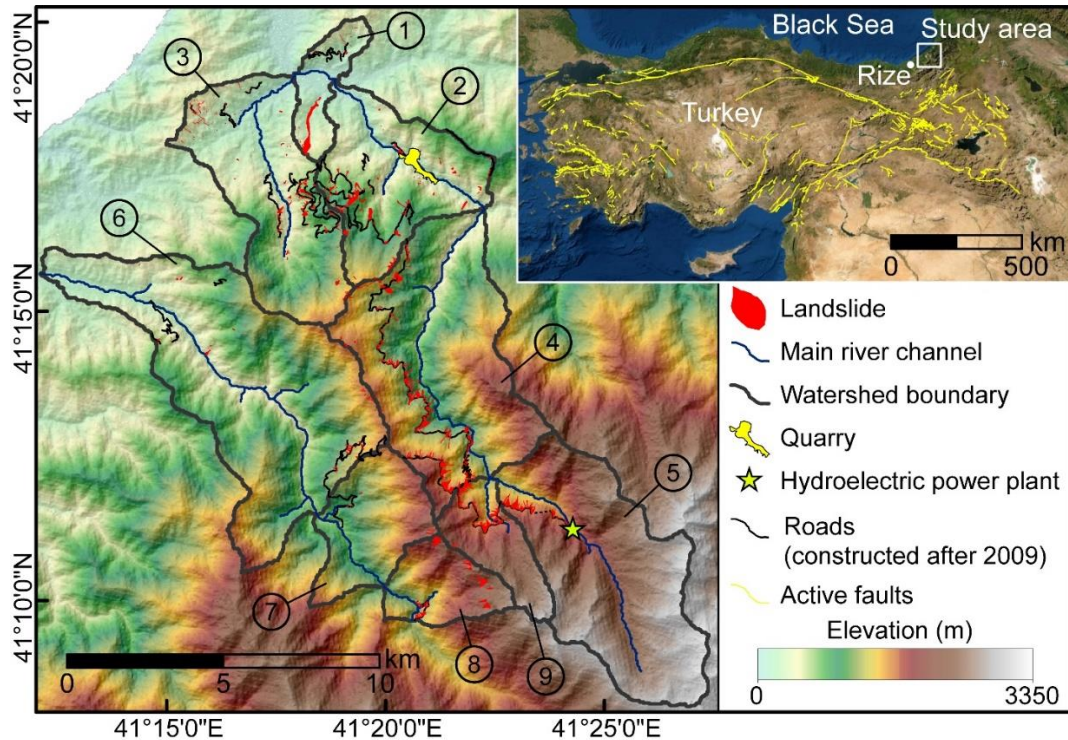 41°20'0"N
41°15'0"N
41°10'0"N
1
2
3
6
4
5
7
8
9
km
0 5 10
41°15'0"E 41°20'0"E 41°25'0"E
Black Sea
Study area
Rize
Turkey
km
0 500
Landslide
Main river channel
Watershed boundary
Quarry
Hydroelectric power plant
Roads
(constructed after 2009)
Active faults
Elevation (m)
0 3350